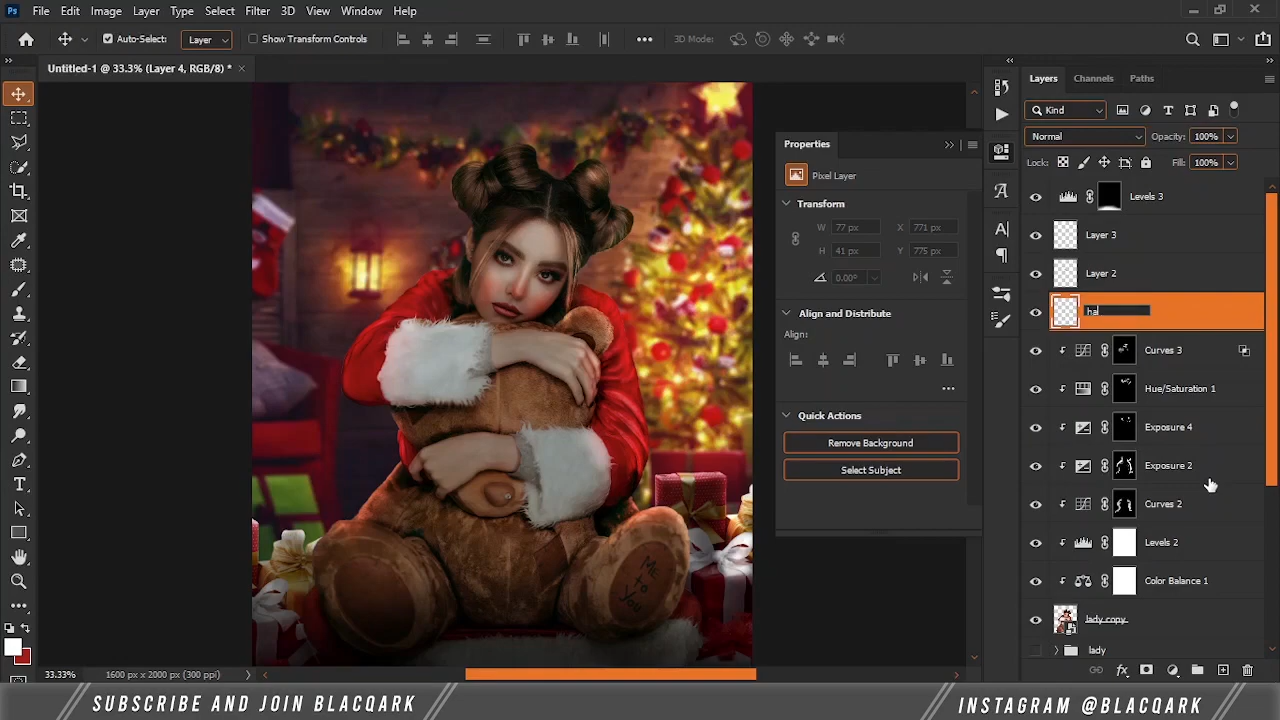 Ps File Edit Image Layer Type Select Filter 3D View Window Help
Auto-Select: Layer Show Transform Controls 3D Mode:
Untitled-1 @ 33.3% (Layer 4, RGB/8) *
Layers Channels Paths
Kind
Normal Opacity: 100%
Lock: Fill: 100%
Properties
Pixel Layer
Transform
W 77 px X 771 px
H 41 px Y 775 px
0.00°
Align and Distribute
Align:
Quick Actions
Remove Background
Select Subject
Levels 3
Layer 3
Layer 2
ha
Curves 3
Hue/Saturation 1
Exposure 4
Exposure 2
Curves 2
Levels 2
Color Balance 1
lady copy
lady
Me
to
You
33.33% 1600 px x 2000 px (300 ppi)
SUBSCRIBE AND JOIN BLACQARK
INSTAGRAM @BLACQARK